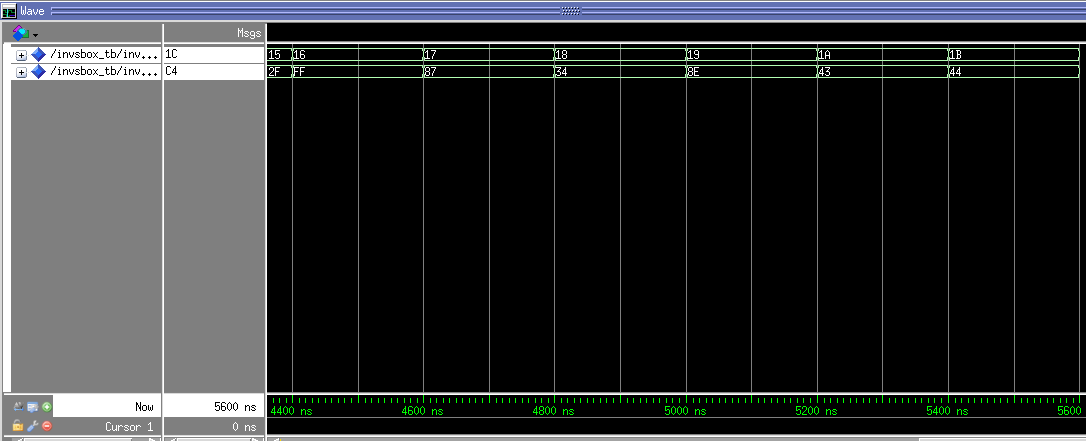 Wave
Msgs
/invsbox_tb/inv... 1C 15 16 17 18 19 1A 1B
/invsbox_tb/inv... C4 2F FF 87 34 8E 43 44
Now 5600 ns 4400 ns 4600 ns 4800 ns 5000 ns 5200 ns 5400 ns 5600
Cursor 1 0 ns